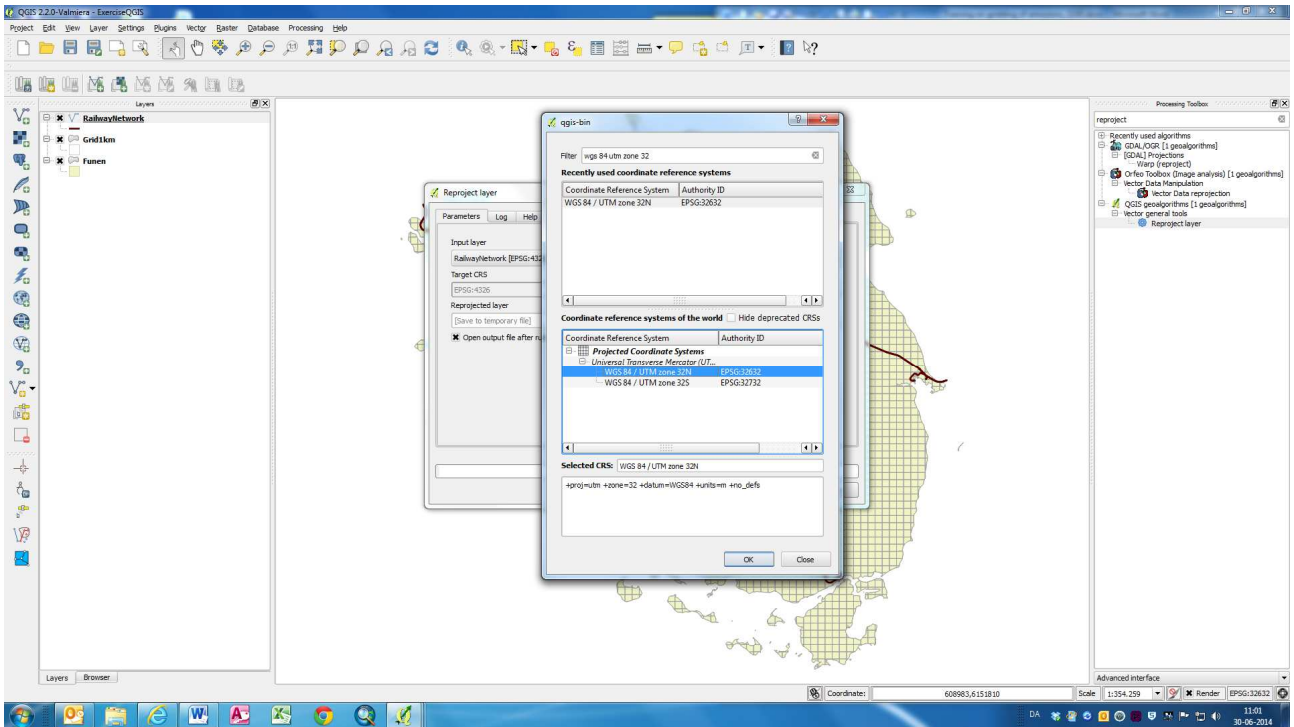 QGIS 2.2.0-Valmiera - ExerciseQGIS
Project Edit View Layer Settings Plugins Vector Raster Database Processing Help
Layers
RailwayNetwork
Grid1km
Funen
Layers Browser
Reproject layer
Parameters Log Help
Input layer
RailwayNetwork [EPSG:432
Target CRS
EPSG:4326
Reprojected layer
[Save to temporary file]
Open output file after ru
qgis-bin
Filter wgs 84 utm zone 32
Recently used coordinate reference systems
Coordinate Reference System Authority ID
WGS 84 / UTM zone 32N EPSG:32632
Coordinate reference systems of the world Hide deprecated CRSs
Coordinate Reference System Authority ID
Projected Coordinate Systems
Universal Transverse Mercator (UT...
WGS 84 / UTM zone 32N EPSG:32632
WGS 84 / UTM zone 32S EPSG:32732
Selected CRS: WGS 84 / UTM zone 32N
+proj=utm +zone=32 +datum=WGS84 +units=m +no_defs
OK Close
Processing Toolbox
reproject
Recently used algorithms
GDAL/OGR [1 geoalgorithms]
[GDAL] Projections
Warp (reproject)
Orfeo Toolbox (Image analysis) [1 geoalgorithms]
Vector Data Manipulation
Vector Data reprojection
QGIS geoalgorithms [1 geoalgorithms]
Vector general tools
Reproject layer
Advanced interface
Coordinate: 608983,6151810 Scale 1:354.259 Render EPSG:32632
DA 11:01
30-06-2014